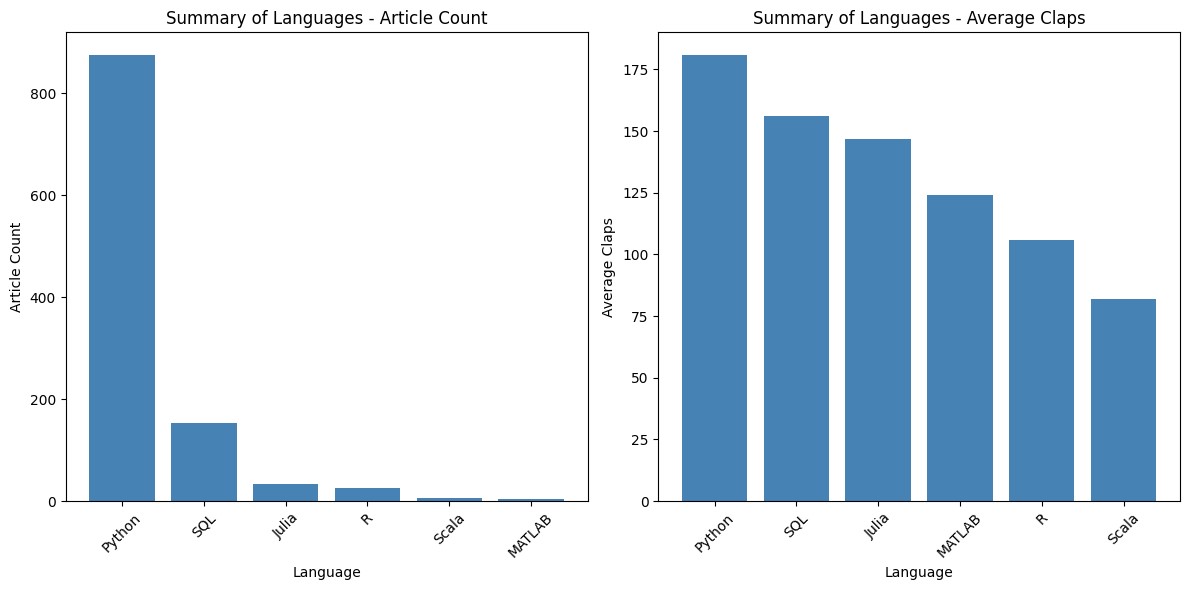 Summary of Languages - Article Count
Article Count
800
600
400
200
0
Python
SQL
Julia
R
Scala
MATLAB
Language
Summary of Languages - Average Claps
Average Claps
175
150
125
100
75
50
25
0
Python
SQL
Julia
MATLAB
R
Scala
Language